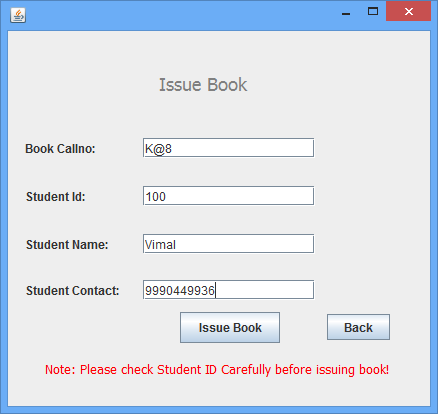 Issue Book
Book Callno: K@8
Student Id: 100
Student Name: Vimal
Student Contact: 9990449936
Issue Book Back
Note: Please check Student ID Carefully before issuing book!